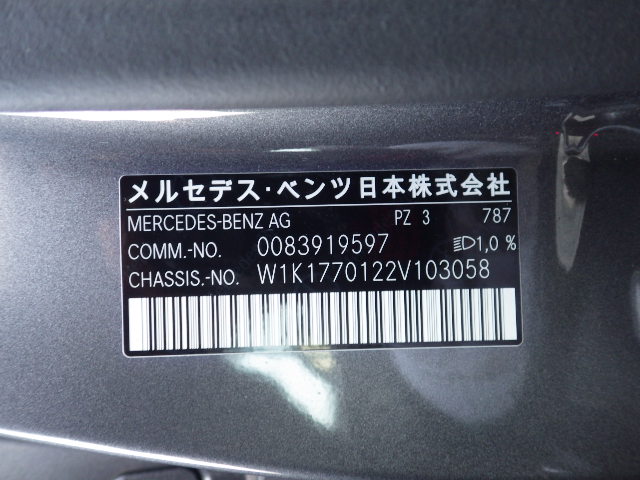 メルセデス・ベンツ日本株式会社
MERCEDES-BENZ AG PZ 3 787
COMM.-NO. 0083919597 1,0 %
CHASSIS.-NO. W1K1770122V103058